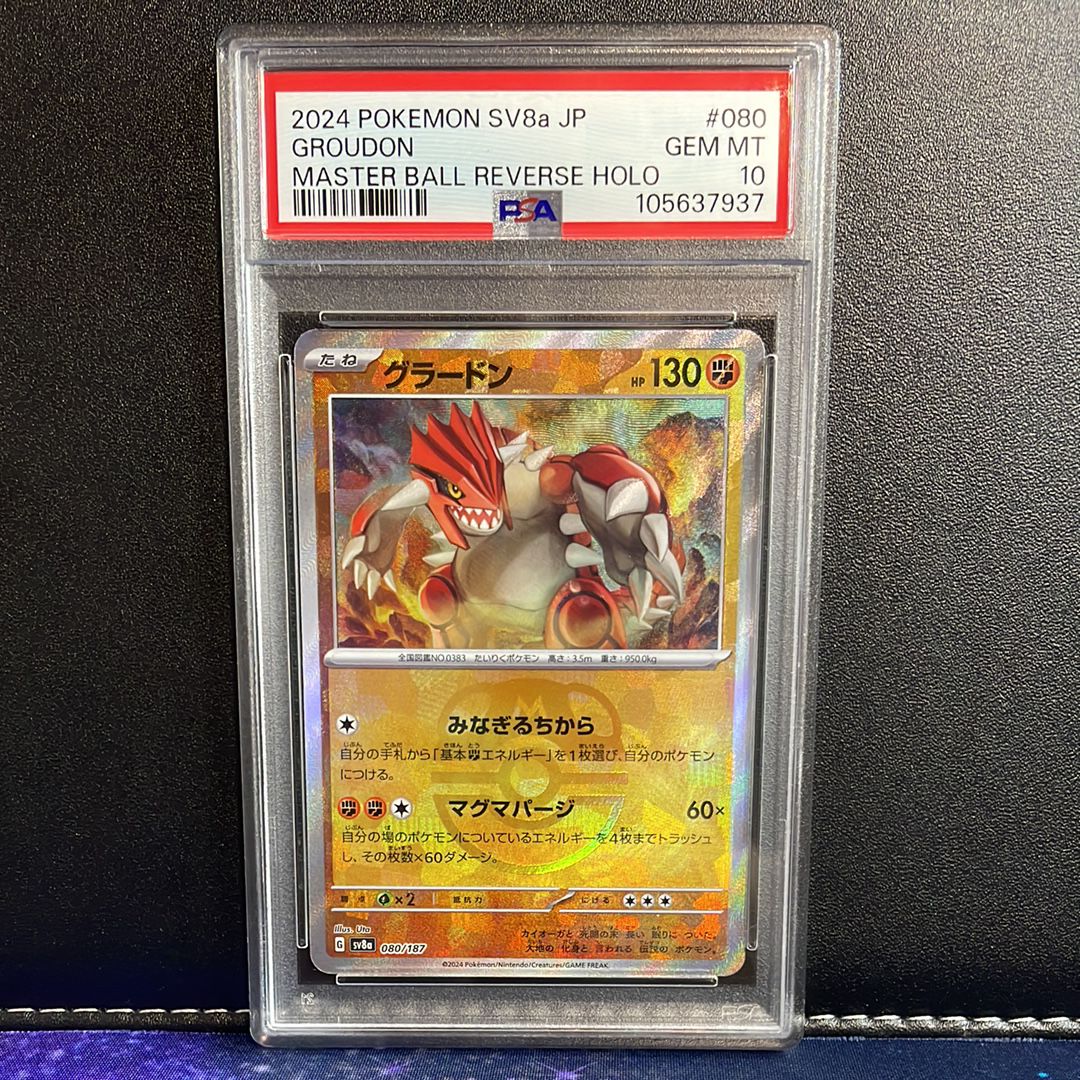 2024 POKEMON SV8a JP #080
GROUDON GEM MT
MASTER BALL REVERSE HOLO 10
PSA 105637937
たね グラードン HP 130
全国図鑑NO.0383 たいりくポケモン 高さ:3.5m 重さ:950.0kg
みなぎるちから
自分の手札から「基本エネルギー」を1枚選び、自分のポケモン
につける。
マグマパージ 60×
自分の場のポケモンについているエネルギーを4枚までトラッシュ
し、その枚数×60ダメージ。
弱点 ×2 抵抗力 にげる
Illus. Uta
カイオーガと 死闘の末 長い 眠りに ついた。
G sv8a 080/187
大地の 化身と 言われる 伝説の ポケモン。
©2024 Pokémon/Nintendo/Creatures/GAME FREAK.